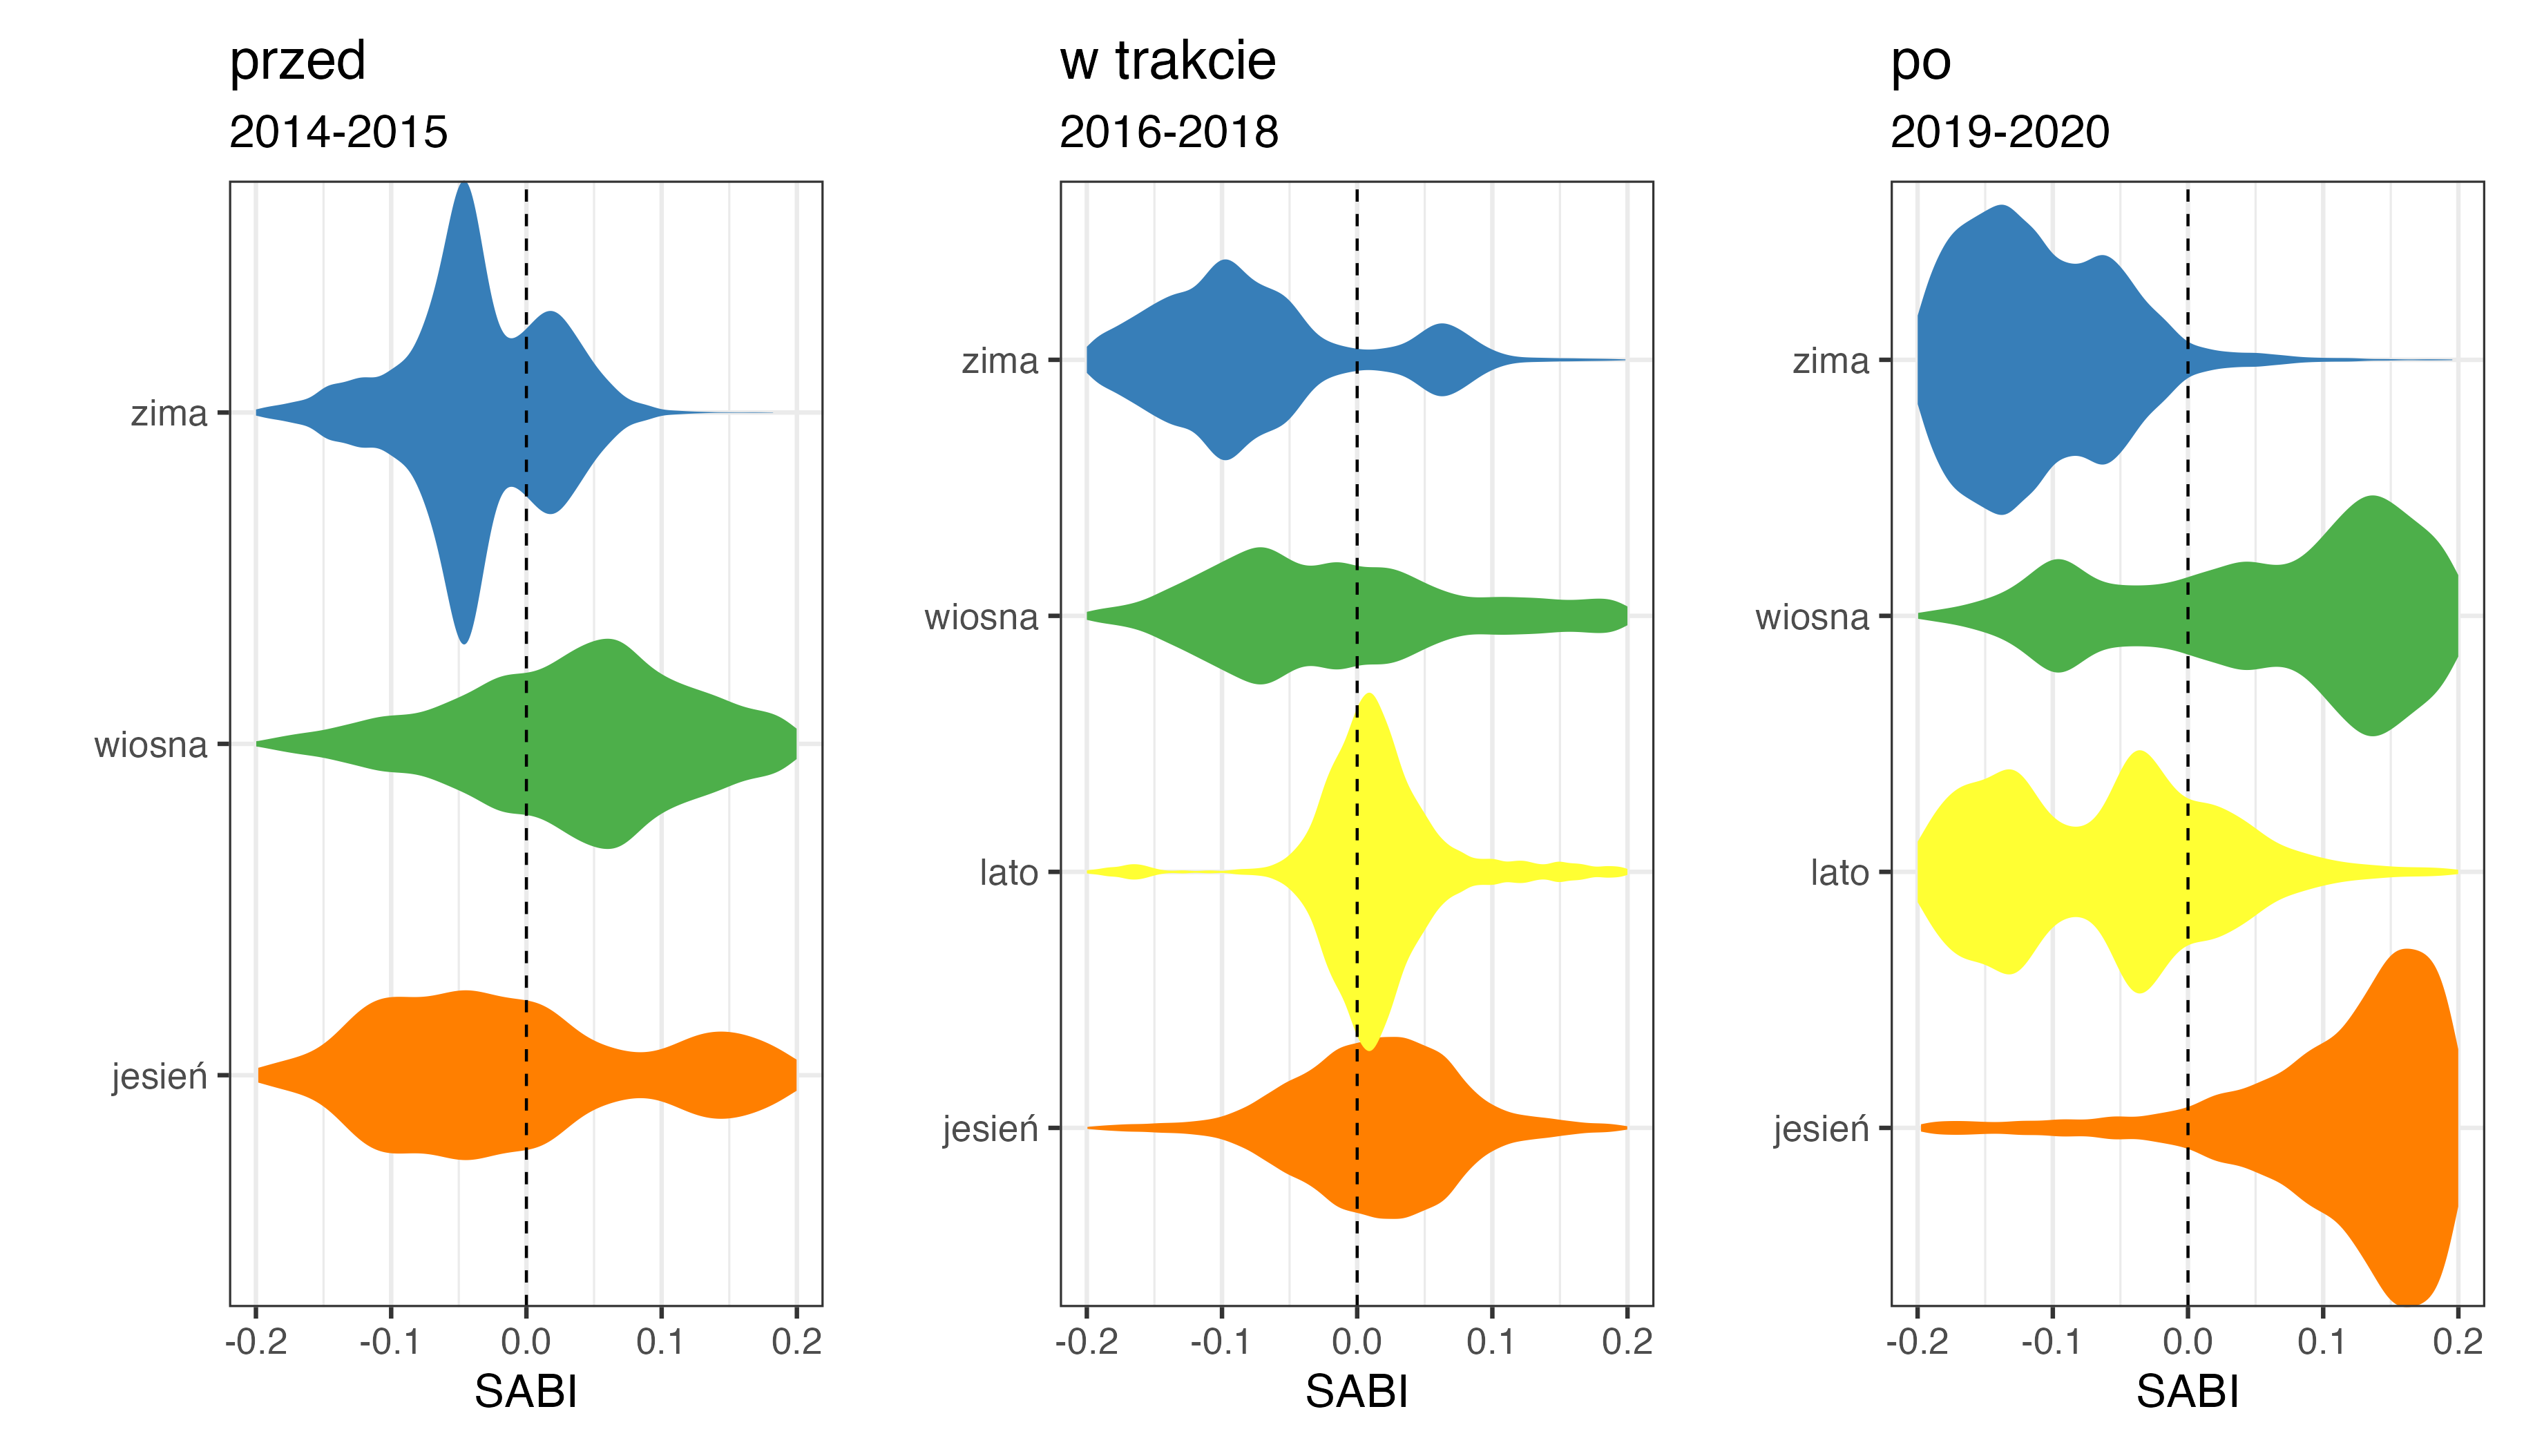 przed
2014-2015
zima
wiosna
jesień
-0.2 -0.1 0.0 0.1 0.2
SABI
w trakcie
2016-2018
zima
wiosna
lato
jesień
-0.2 -0.1 0.0 0.1 0.2
SABI
po
2019-2020
zima
wiosna
lato
jesień
-0.2 -0.1 0.0 0.1 0.2
SABI